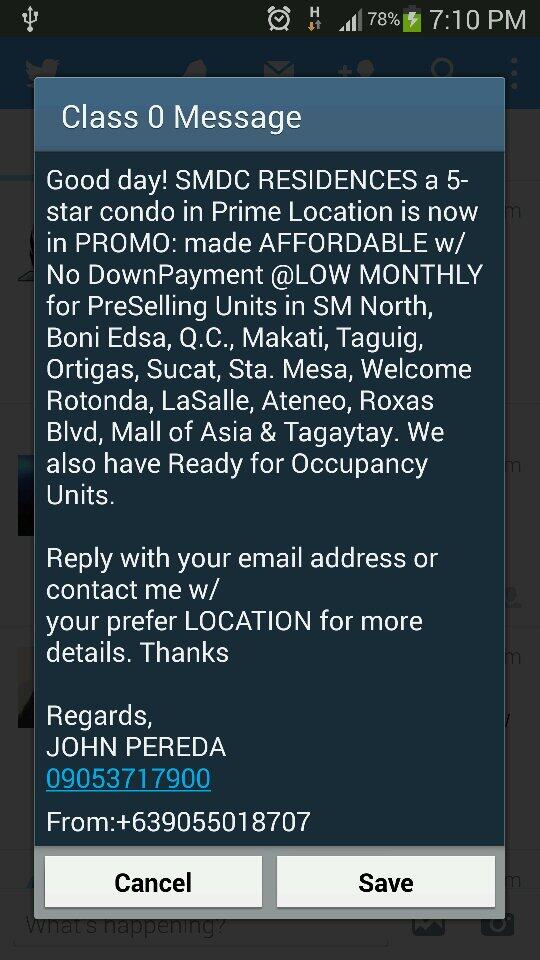 H
78%
7:10 PM
Class 0 Message
Good day! SMDC RESIDENCES a 5-
star condo in Prime Location is now
in PROMO: made AFFORDABLE w/
No DownPayment @LOW MONTHLY
for PreSelling Units in SM North,
Boni Edsa, Q.C., Makati, Taguig,
Ortigas, Sucat, Sta. Mesa, Welcome
Rotonda, LaSalle, Ateneo, Roxas
Blvd, Mall of Asia & Tagaytay. We
also have Ready for Occupancy
Units.
Reply with your email address or
contact me w/
your prefer LOCATION for more
details. Thanks
Regards,
JOHN PEREDA
09053717900
From:+639055018707
Cancel
Save
What's happening?